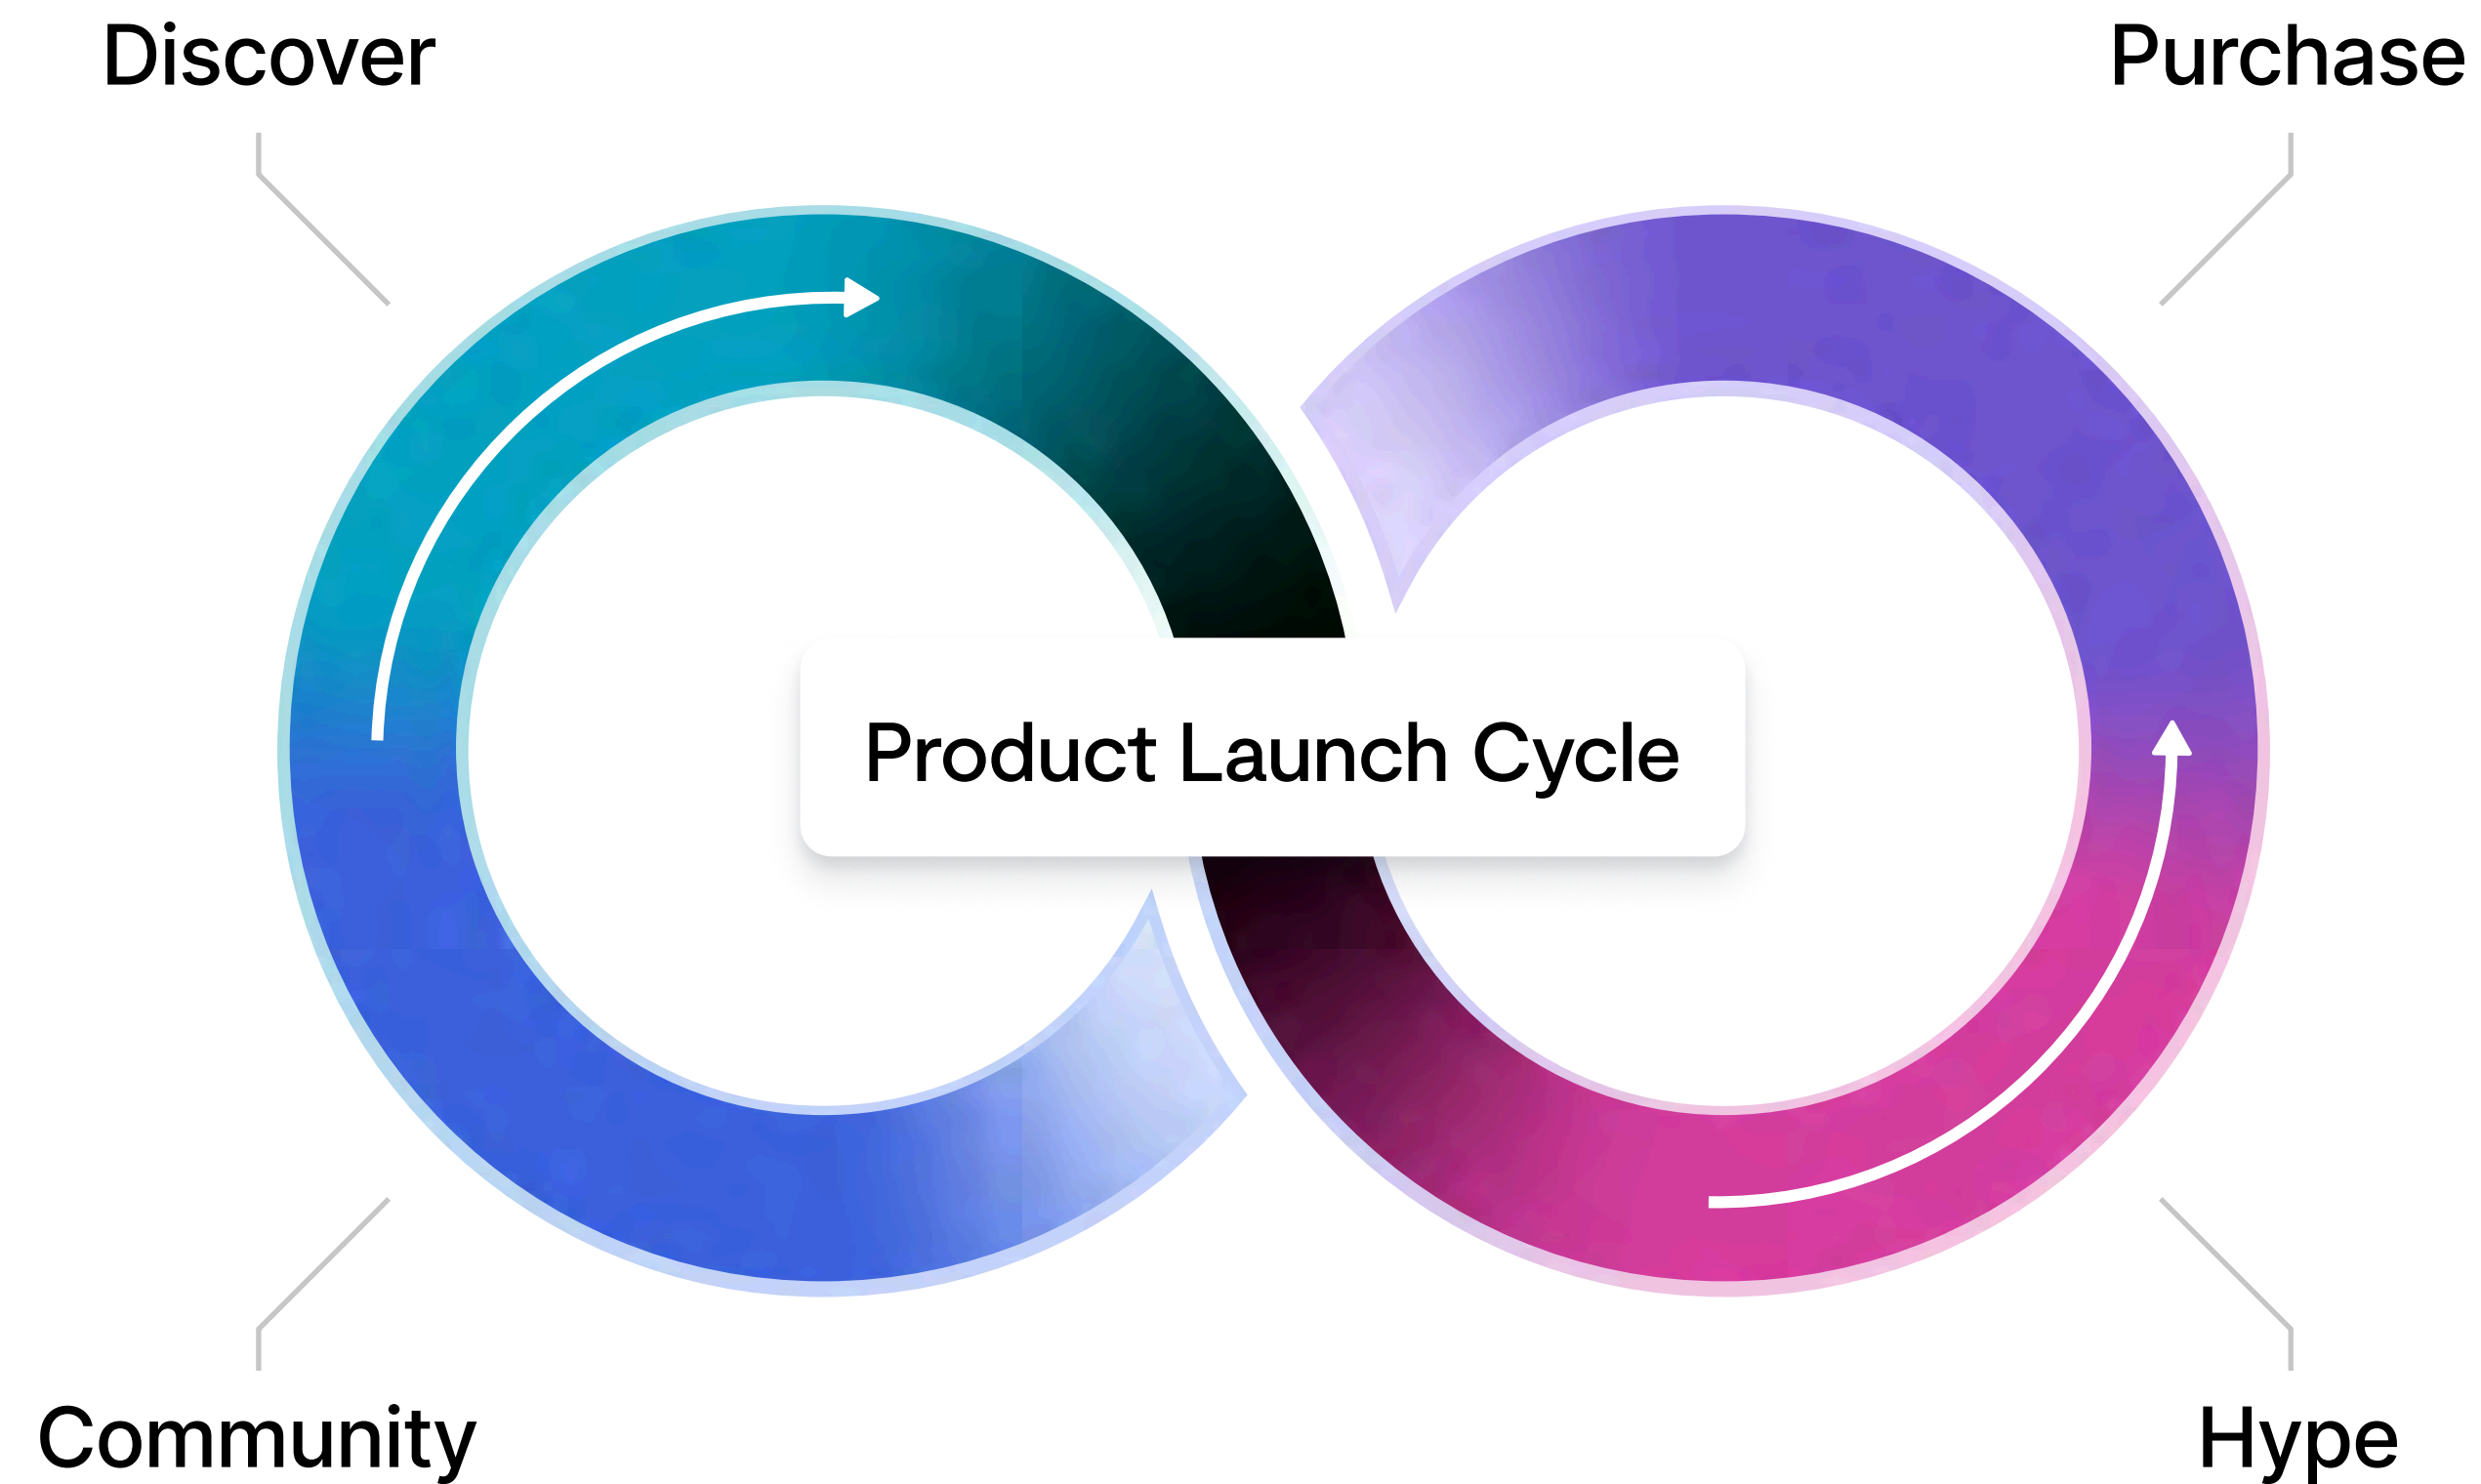 Discover
Purchase
Product Launch Cycle
Community
Hype